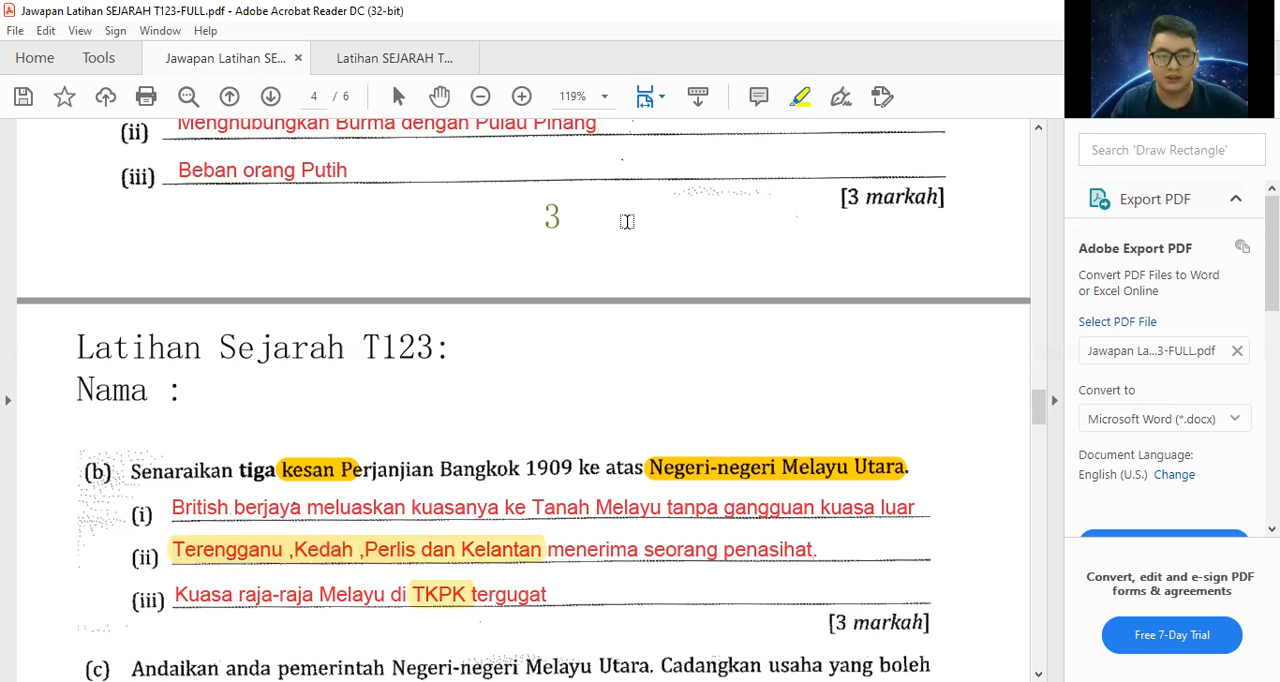 Jawapan Latihan SEJARAH T123-FULL.pdf - Adobe Acrobat Reader DC (32-bit)
File Edit View Sign Window Help
Home Tools Jawapan Latihan SE... × Latihan SEJARAH T...
4 / 6 119%
(ii) Menghubungkan Burma dengan Pulau Pinang
(iii) Beban orang Putih
[3 markah]
3
Latihan Sejarah T123:
Nama :
(b) Senaraikan tiga kesan Perjanjian Bangkok 1909 ke atas Negeri-negeri Melayu Utara.
(i) British berjaya meluaskan kuasanya ke Tanah Melayu tanpa gangguan kuasa luar
(ii) Terengganu ,Kedah ,Perlis dan Kelantan menerima seorang penasihat.
(iii) Kuasa raja-raja Melayu di TKPK tergugat
[3 markah]
(c) Andaikan anda pemerintah Negeri-negeri Melayu Utara. Cadangkan usaha yang boleh
Search 'Draw Rectangle'
Export PDF
Adobe Export PDF
Convert PDF Files to Word
or Excel Online
Select PDF File
Jawapan La...3-FULL.pdf
Convert to
Microsoft Word (*.docx)
Document Language:
English (U.S.) Change
Convert, edit and e-sign PDF
forms & agreements
Free 7-Day Trial